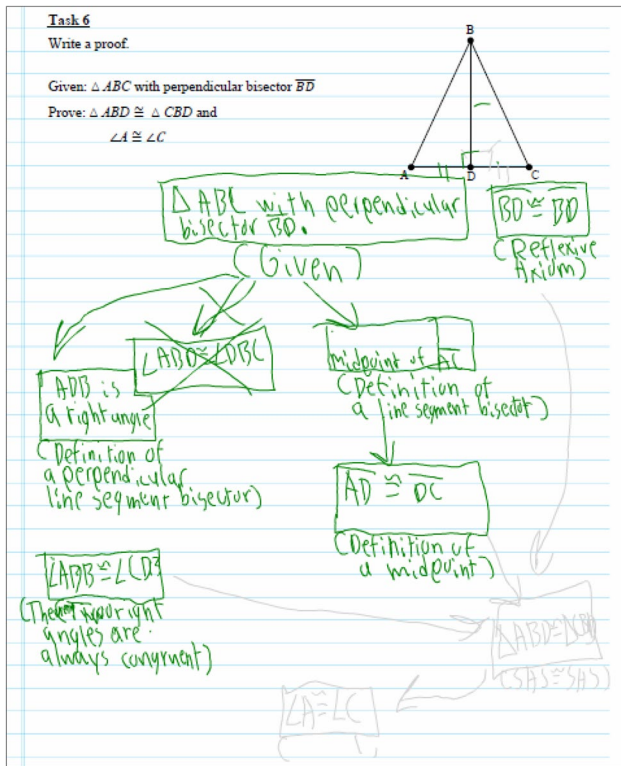 Task 6
Write a proof.
B
Given: △ ABC with perpendicular bisector BD
Prove: △ ABD ≅ △ CBD and
∠A ≅ ∠C
A D C
△ ABC with perpendicular
bisector BD.
(Given)
BD ≅ BD
(Reflexive
Axium)
∠ABD≅∠DBC
midpoint of AC
(Definition of
a line segment bisector)
ADB is
a right angle
(Definition of
a perpendicular
line segment bisector)
AD ≅ DC
(Definition of
a midpoint)
∠ADB≅∠CDB
right
angles are
always congruent)
△ABD≅△CBD
(SAS≅SAS)
∠A≅∠C